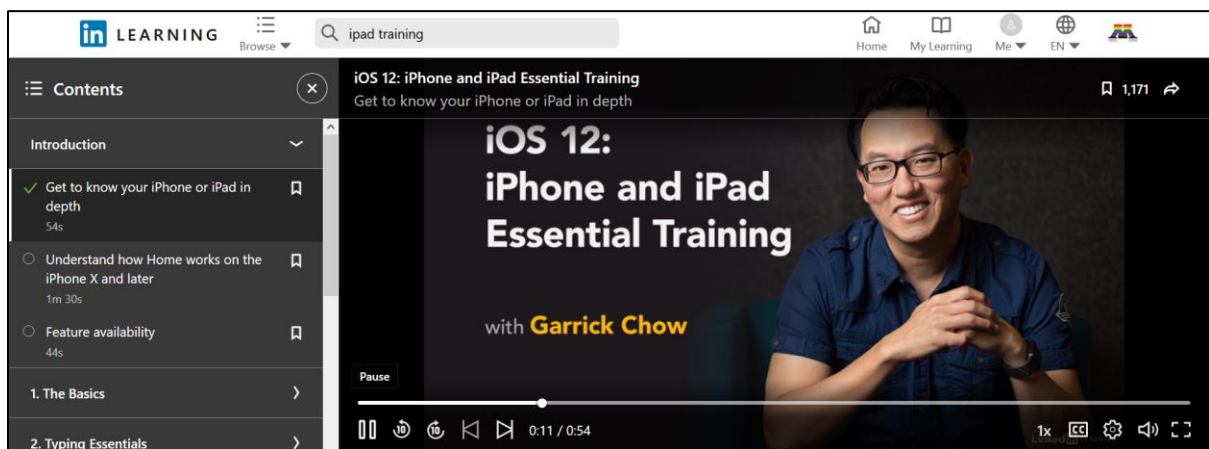 in LEARNING
Browse
ipad training
Home
My Learning
Me
EN
Contents
Introduction
Get to know your iPhone or iPad in
depth
54s
Understand how Home works on the
iPhone X and later
1m 30s
Feature availability
44s
1. The Basics
2. Typing Essentials
iOS 12: iPhone and iPad Essential Training
Get to know your iPhone or iPad in depth
1,171
iOS 12:
iPhone and iPad
Essential Training
with Garrick Chow
Pause
10
10
0:11 / 0:54
1x
CC
Linked